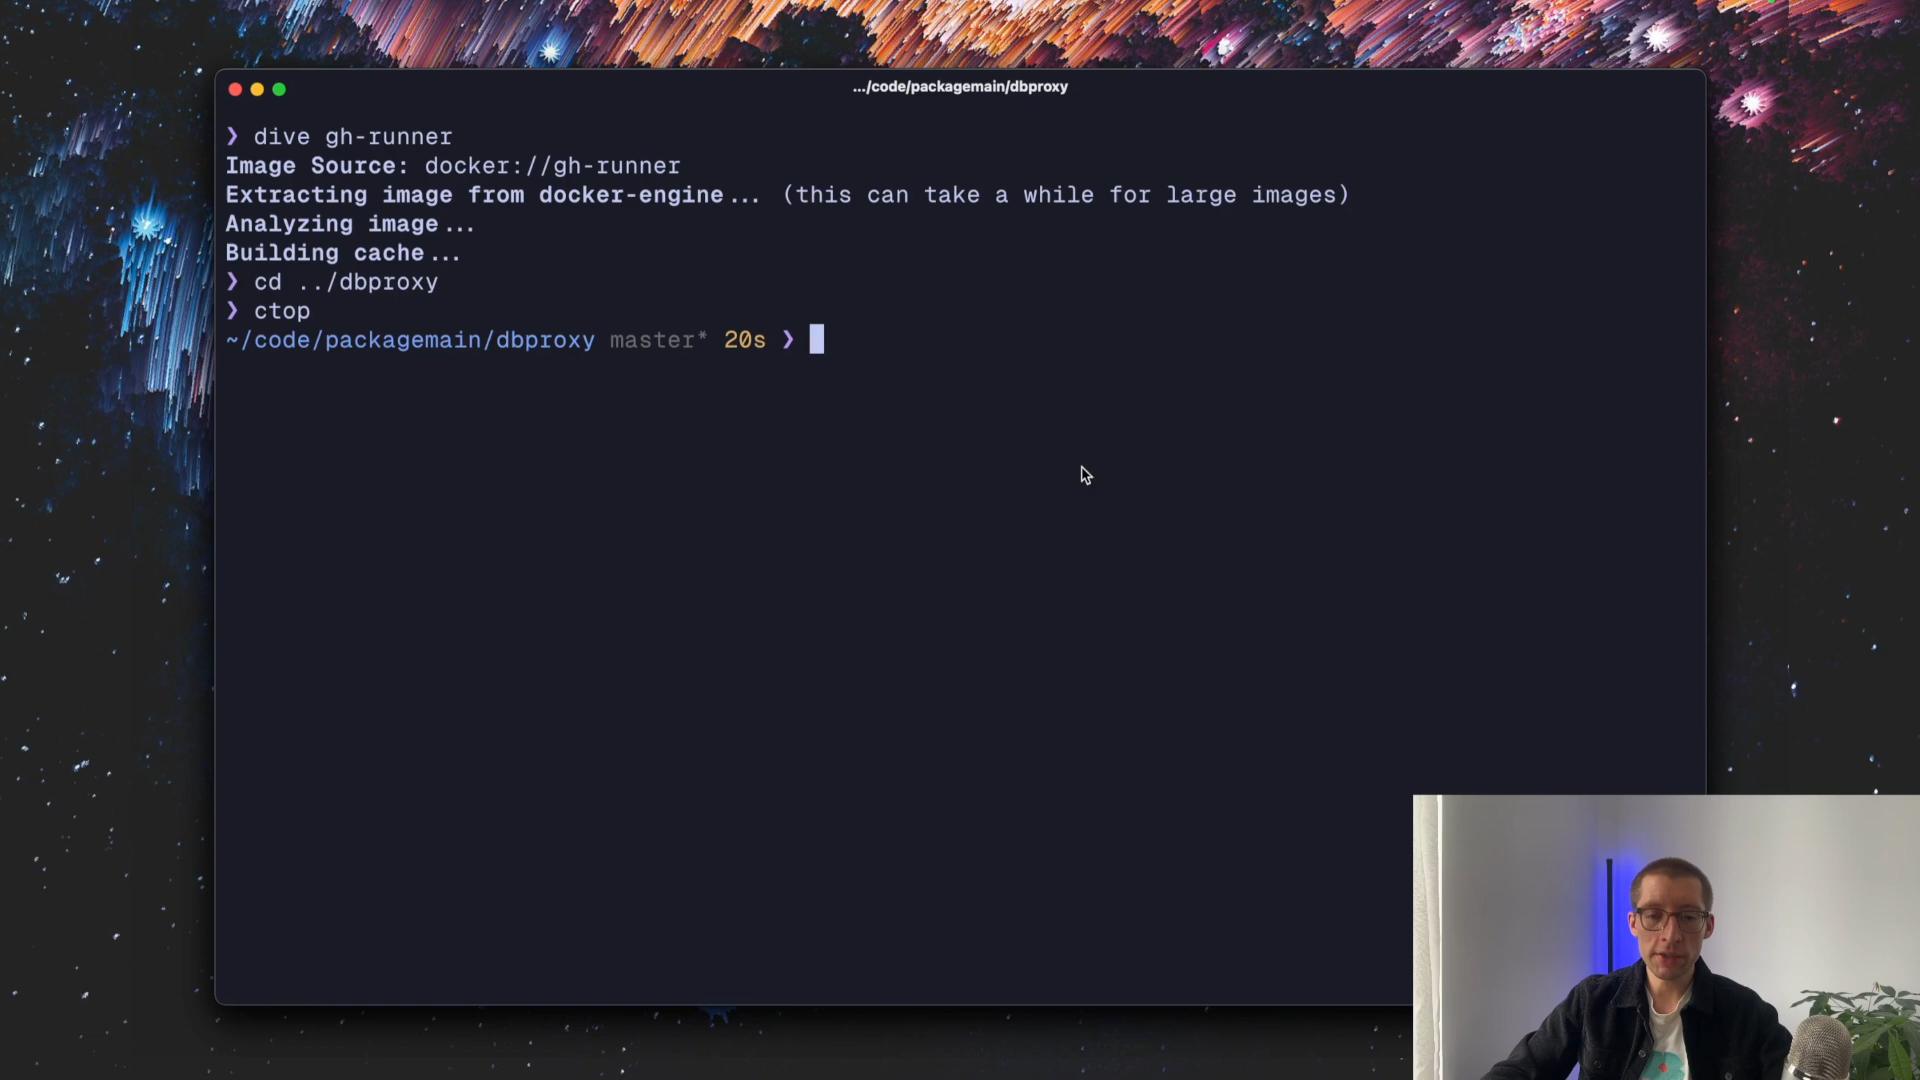 .../code/packagemain/dbproxy
❯ dive gh-runner
Image Source: docker://gh-runner
Extracting image from docker-engine... (this can take a while for large images)
Analyzing image...
Building cache...
❯ cd ../dbproxy
❯ ctop
~/code/packagemain/dbproxy master* 20s ❯